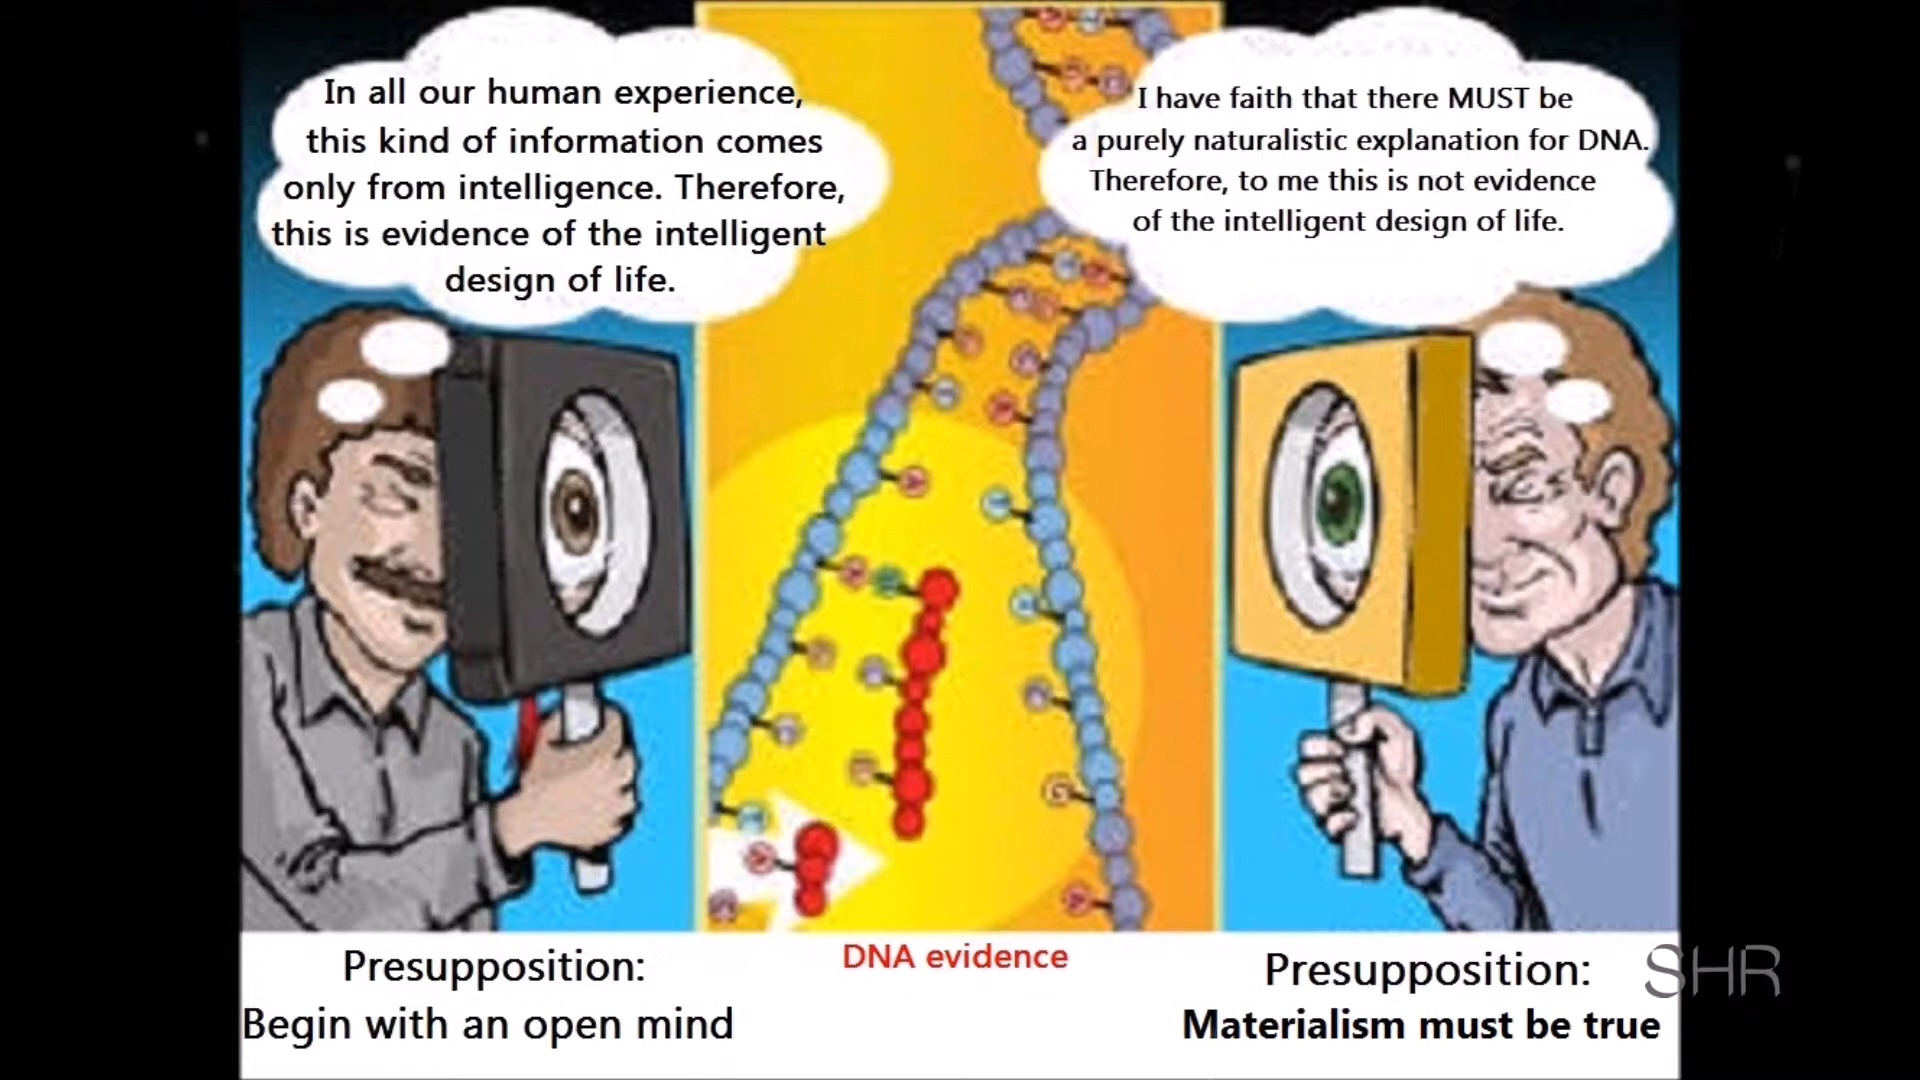 In all our human experience,
this kind of information comes
only from intelligence. Therefore,
this is evidence of the intelligent
design of life.
I have faith that there MUST be
a purely naturalistic explanation for DNA.
Therefore, to me this is not evidence
of the intelligent design of life.
Presupposition:
Begin with an open mind
DNA evidence
Presupposition:
Materialism must be true
SHR